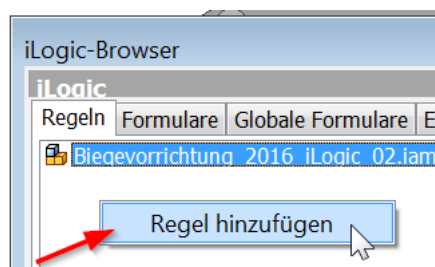 iLogic-Browser
iLogic
Regeln Formulare Globale Formulare E
Biegevorrichtung_2016_iLogic_02.iam
Regel hinzufügen